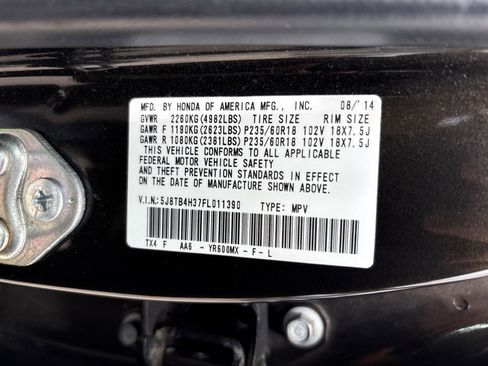 MFD. BY HONDA OF AMERICA MFG., INC. 08/'14
GVWR 2260KG(4982LBS) TIRE SIZE RIM SIZE
GAWR F 1190KG(2623LBS) P235/60R18 102V 18X7.5J
GAWR R 1080KG(2381LBS) P235/60R18 102V 18X7.5J
THIS VEHICLE CONFORMS TO ALL APPLICABLE
FEDERAL MOTOR VEHICLE SAFETY
AND THEFT PREVENTION STANDARDS IN EFFECT
ON THE DATE OF MANUFACTURE SHOWN ABOVE.
V.I.N.:5J8TB4H37FL011390 TYPE: MPV
TX4 F AA6 - YR600MX - F - L